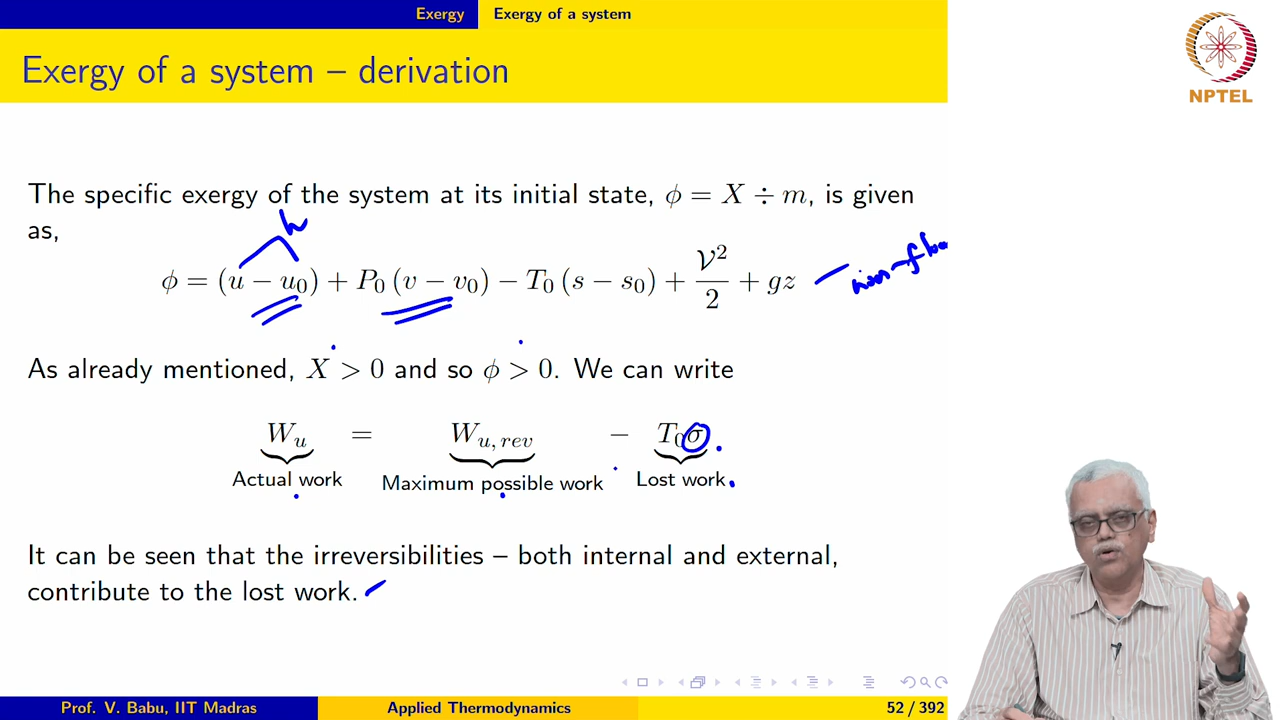 Exergy Exergy of a system
Exergy of a system – derivation
NPTEL
The specific exergy of the system at its initial state, ϕ = X ÷ m, is given
as,
h
ϕ = (u − u₀) + P₀ (v − v₀) − T₀ (s − s₀) + 𝒱²/2 + gz
As already mentioned, X > 0 and so ϕ > 0. We can write
W_u = W_{u, rev} − T₀σ
Actual work Maximum possible work Lost work
It can be seen that the irreversibilities – both internal and external,
contribute to the lost work.
Prof. V. Babu, IIT Madras Applied Thermodynamics 52 / 392